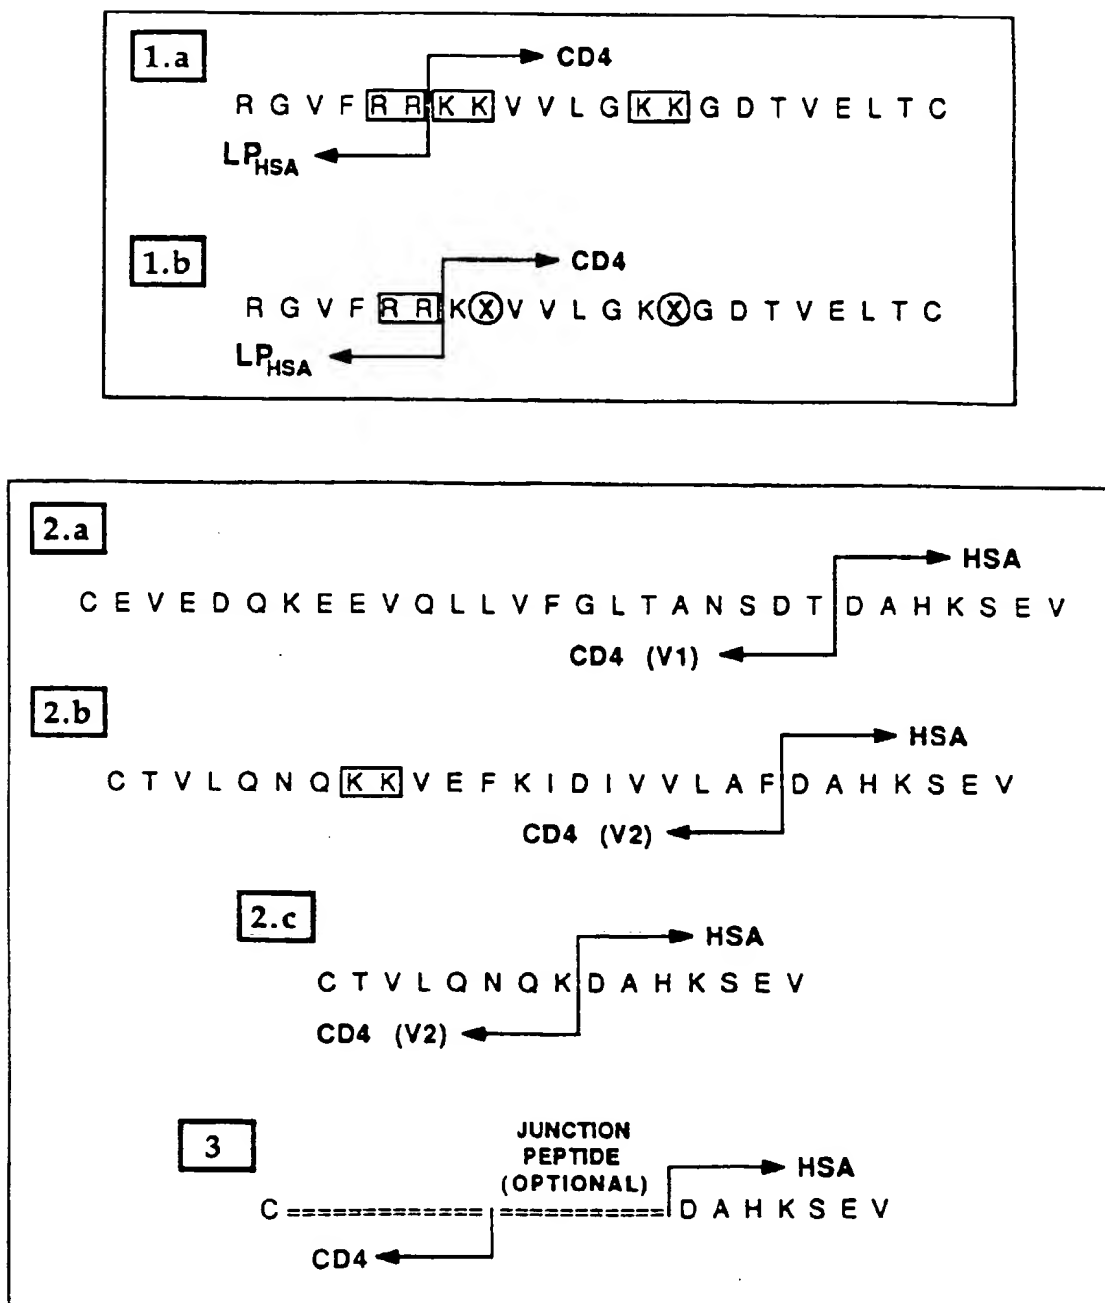 1.a
CD4
R G V F R R K K V V L G K K G D T V E L T C
LPHSA
1.b
CD4
R G V F R R K X V V L G K X G D T V E L T C
LPHSA
2.a
HSA
C E V E D Q K E E V Q L L V F G L T A N S D T D A H K S E V
CD4 (V1)
2.b
HSA
C T V L Q N Q K K V E F K I D I V V L A F D A H K S E V
CD4 (V2)
2.c
HSA
C T V L Q N Q K D A H K S E V
CD4 (V2)
3
JUNCTION
PEPTIDE
(OPTIONAL)
HSA
C ============= ============ D A H K S E V
CD4